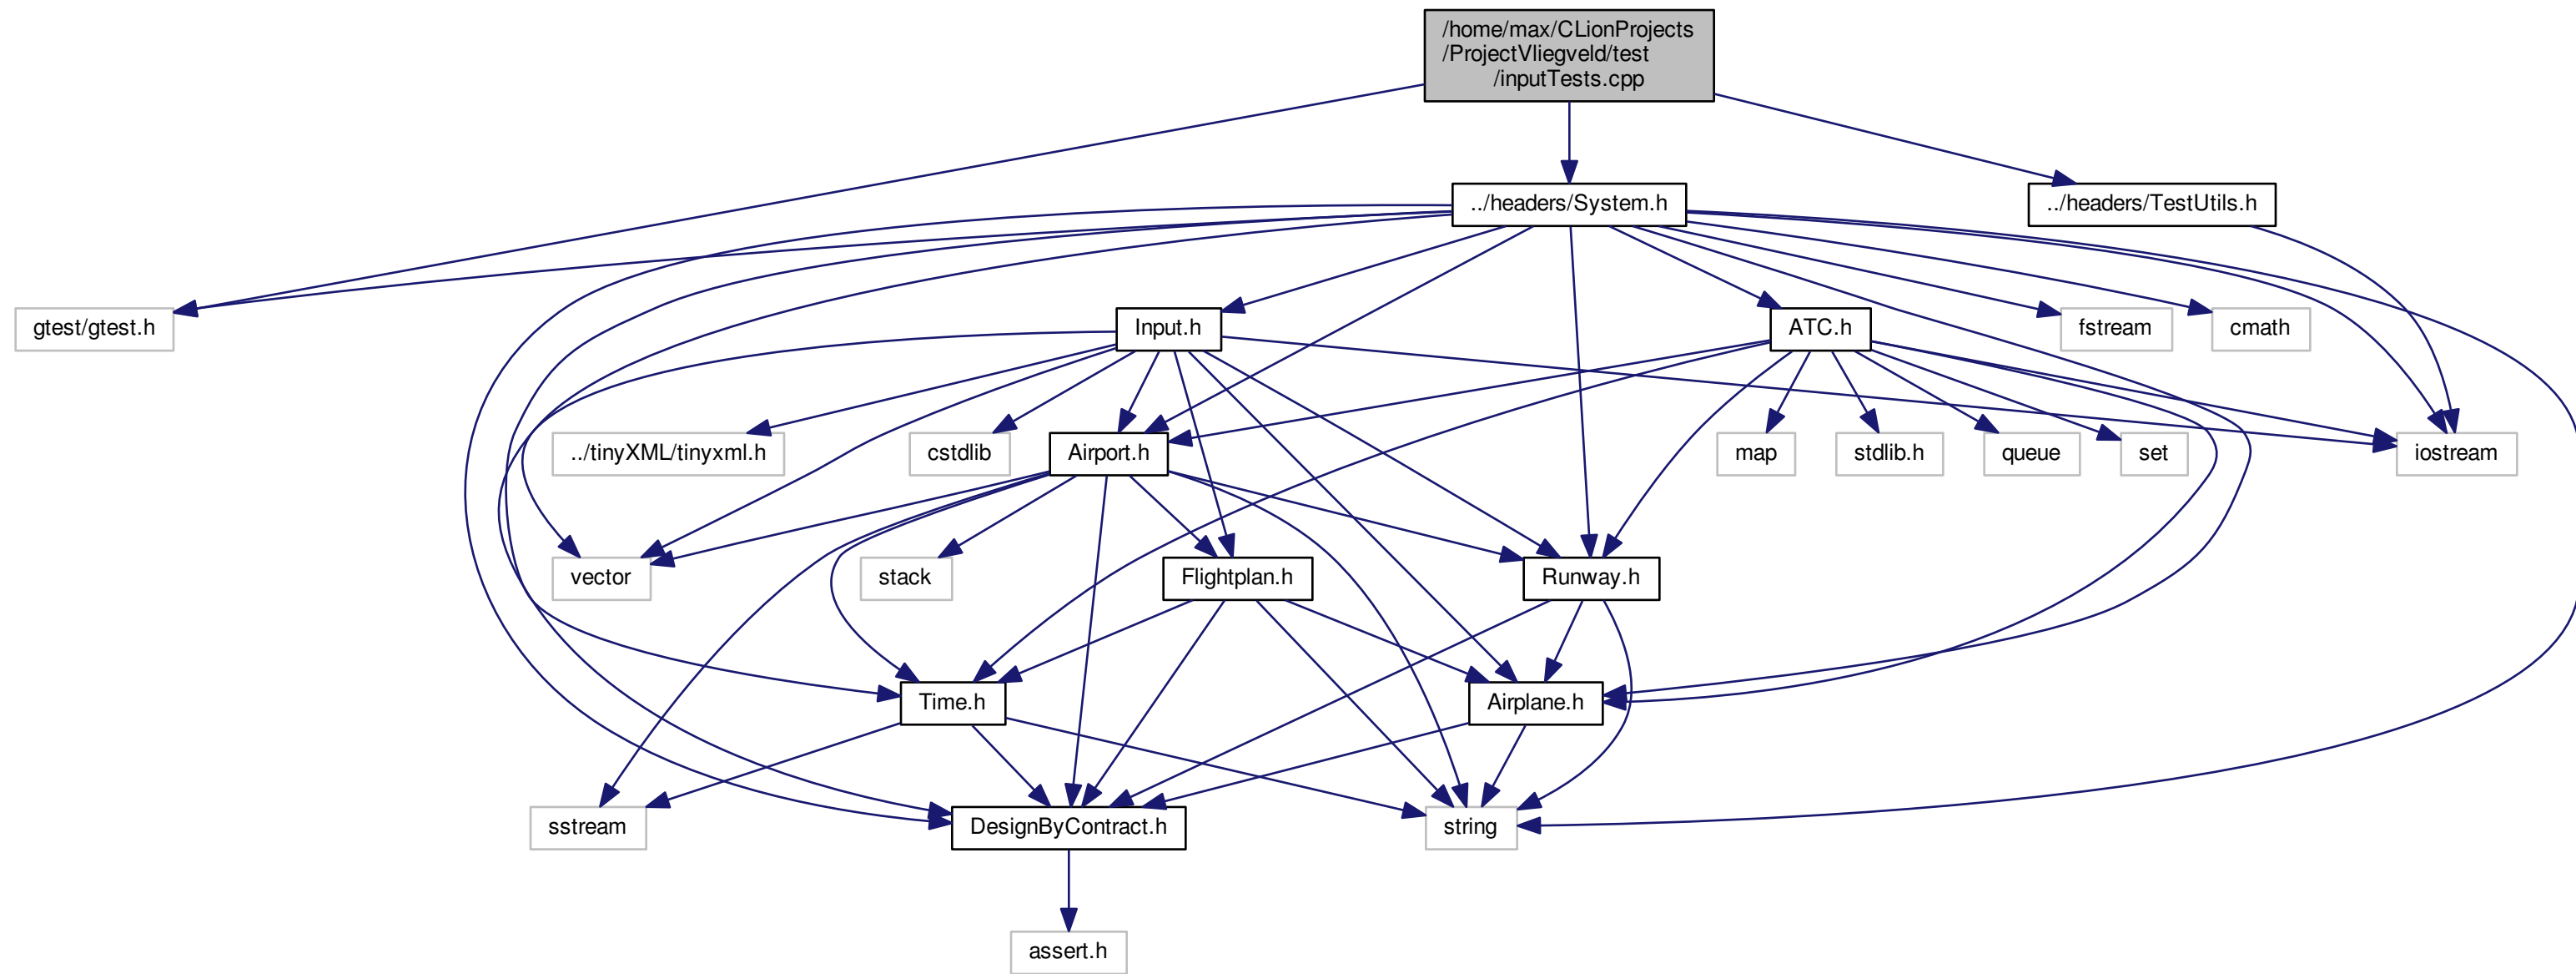 /home/max/CLionProjects
/ProjectVliegveld/test
/inputTests.cpp
../headers/System.h
../headers/TestUtils.h
gtest/gtest.h
Input.h
ATC.h
fstream
cmath
../tinyXML/tinyxml.h
cstdlib
Airport.h
map
stdlib.h
queue
set
iostream
vector
stack
Flightplan.h
Runway.h
Time.h
Airplane.h
sstream
DesignByContract.h
string
assert.h